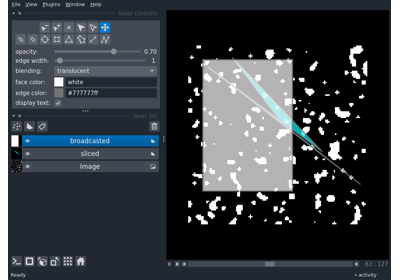 File View Plugins Window Help
layer controls
opacity: 0.70
edge width: 1
blending: translucent
face color: white
edge color: #777777ff
display text:
layer list
broadcasted
sliced
Image
63 127
Ready
activity